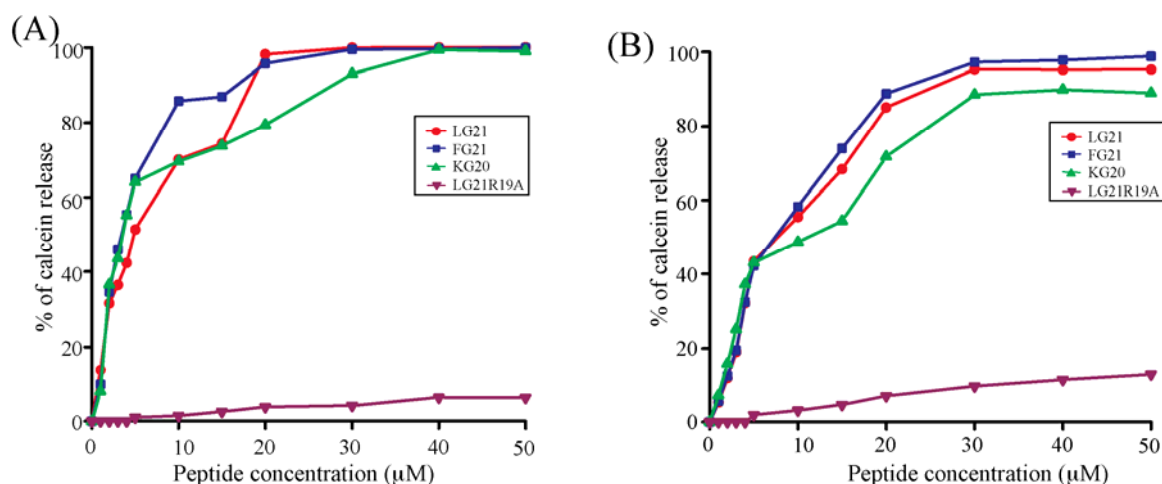 (A)
% of calcein release
100
80
60
40
20
0
0 10 20 30 40 50
Peptide concentration (µM)
LG21
FG21
KG20
LG21R19A
(B)
% of calcein release
100
80
60
40
20
0
0 10 20 30 40 50
Peptide concentration (µM)
LG21
FG21
KG20
LG21R19A